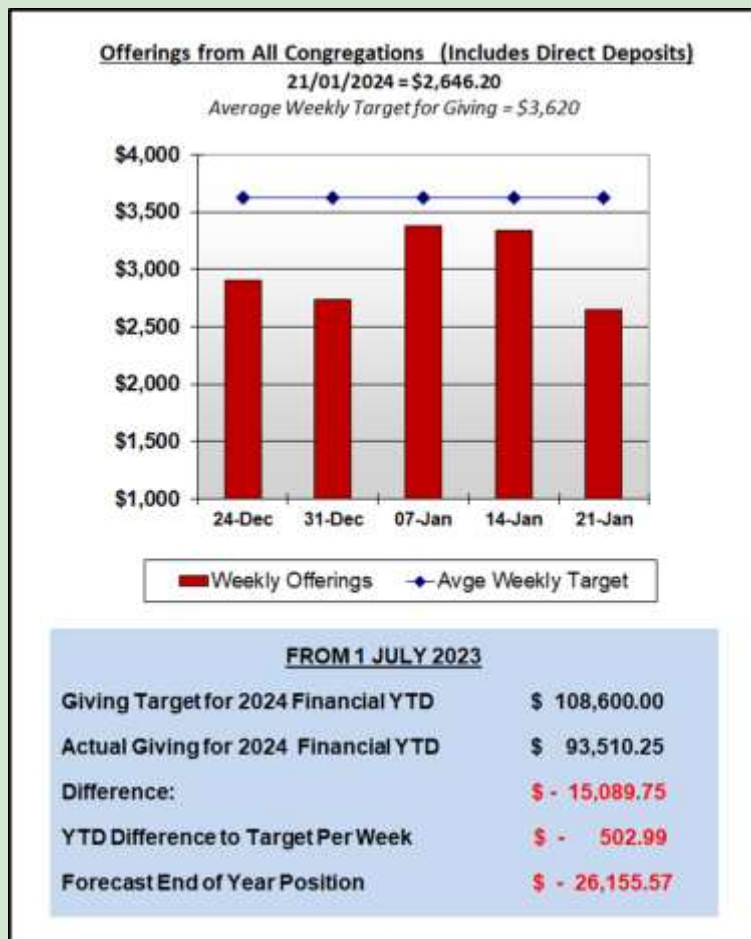 Offerings from All Congregations (Includes Direct Deposits)
21/01/2024 = $2,646.20
Average Weekly Target for Giving = $3,620
$4,000
$3,500
$3,000
$2,500
$2,000
$1,500
$1,000
24-Dec 31-Dec 07-Jan 14-Jan 21-Jan
Weekly Offerings Avge Weekly Target
FROM 1 JULY 2023
Giving Target for 2024 Financial YTD $ 108,600.00
Actual Giving for 2024 Financial YTD $ 93,510.25
Difference: $ - 15,089.75
YTD Difference to Target Per Week $ - 502.99
Forecast End of Year Position $ - 26,155.57